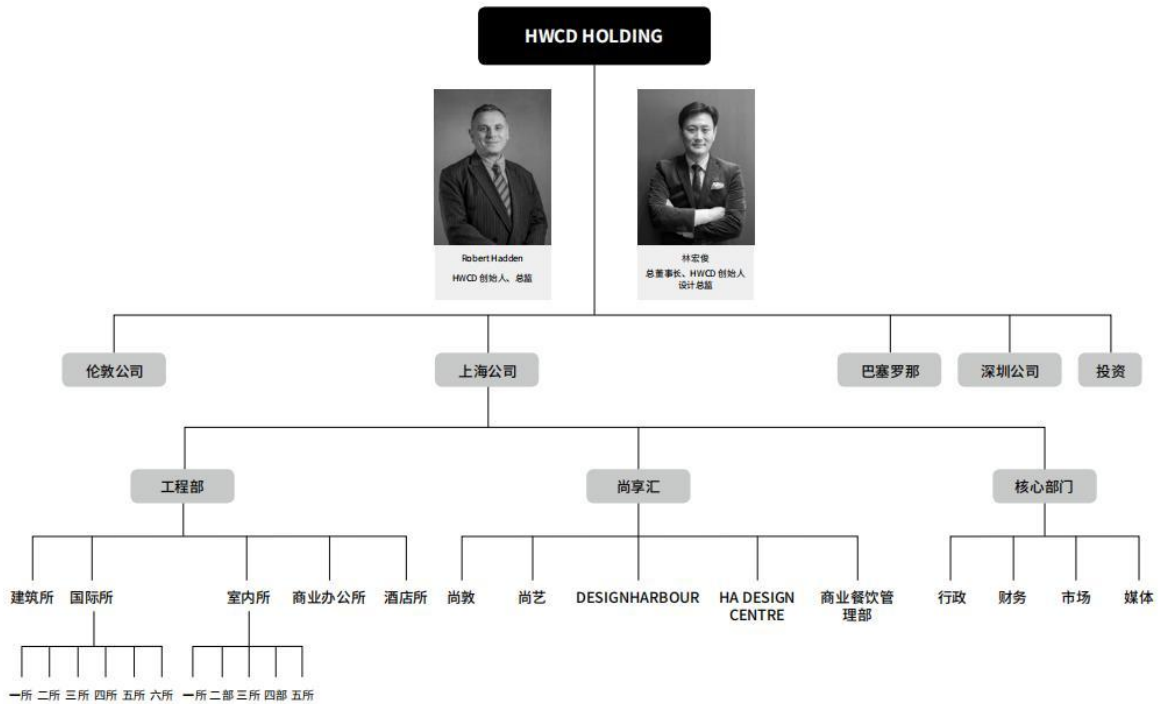 HWCD HOLDING
Robert Hadden
HWCD 创始人、总监
林宏俊
总董事长、HWCD 创始人
设计总监
伦敦公司
上海公司
巴塞罗那
深圳公司
投资
工程部
尚享汇
核心部门
建筑所
国际所
室内所
商业办公所
酒店所
尚敦
尚艺
DESIGNHARBOUR
HA DESIGN
CENTRE
商业餐饮管
理部
行政
财务
市场
媒体
一所 二所 三所 四所 五所 六所
一所 二部 三所 四部 五所